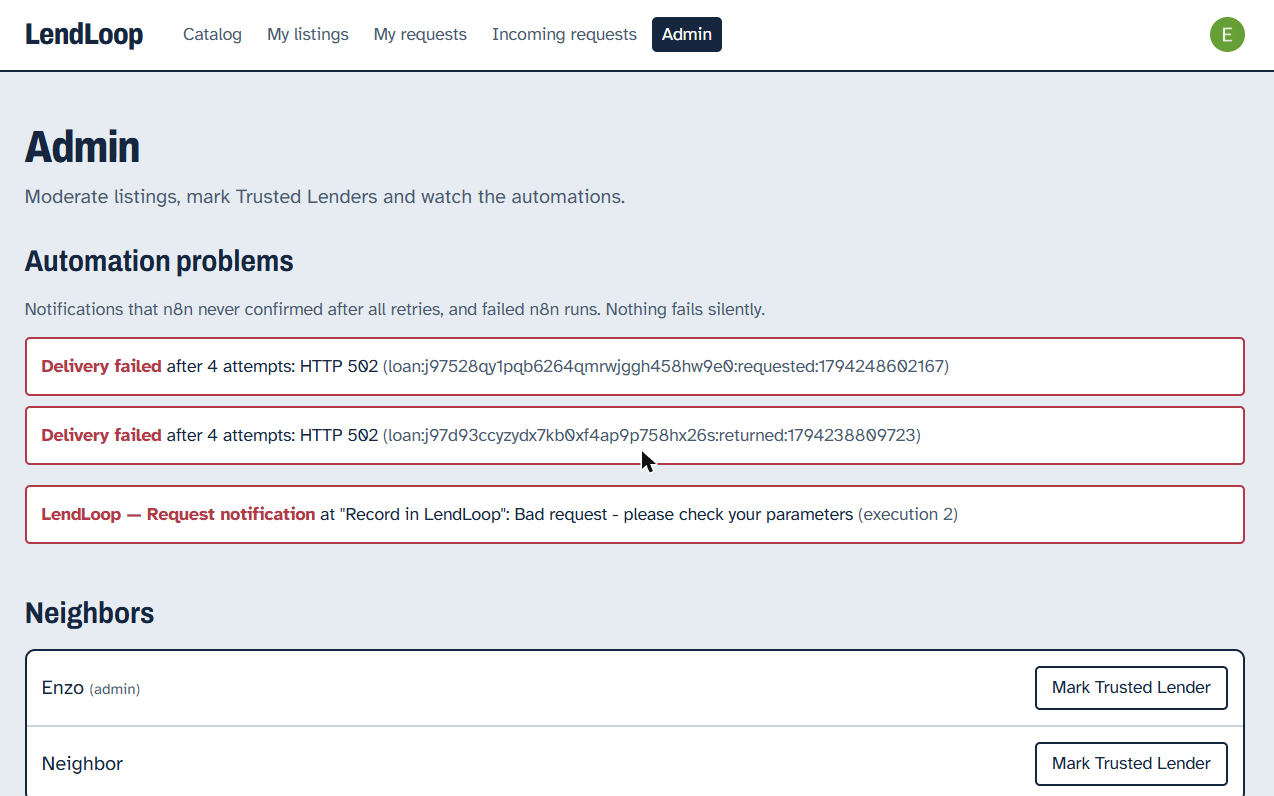 LendLoop Catalog My listings My requests Incoming requests Admin E
Admin
Moderate listings, mark Trusted Lenders and watch the automations.
Automation problems
Notifications that n8n never confirmed after all retries, and failed n8n runs. Nothing fails silently.
Delivery failed after 4 attempts: HTTP 502 (loan:j97528qy1pqb6264qmrwjggh458hw9e0:requested:1794248602167)
Delivery failed after 4 attempts: HTTP 502 (loan:j97d93ccyzydx7kb0xf4ap9p758hx26s:returned:1794238809723)
LendLoop — Request notification at "Record in LendLoop": Bad request - please check your parameters (execution 2)
Neighbors
Enzo (admin) Mark Trusted Lender
Neighbor Mark Trusted Lender